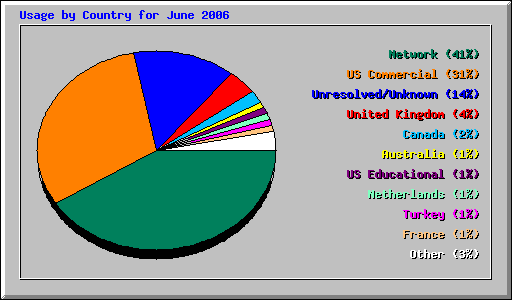 Usage by Country for June 2006
Network (41%)
US Commercial (31%)
Unresolved/Unknown (14%)
United Kingdom (4%)
Canada (2%)
Australia (1%)
US Educational (1%)
Netherlands (1%)
Turkey (1%)
France (1%)
Other (3%)